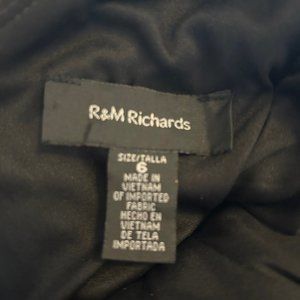 R&M Richards
SIZE/TALLA
6
MADE IN
VIETNAM
OF IMPORTED
FABRIC
HECHO EN
VIETNAM
DE TELA
IMPORTADA